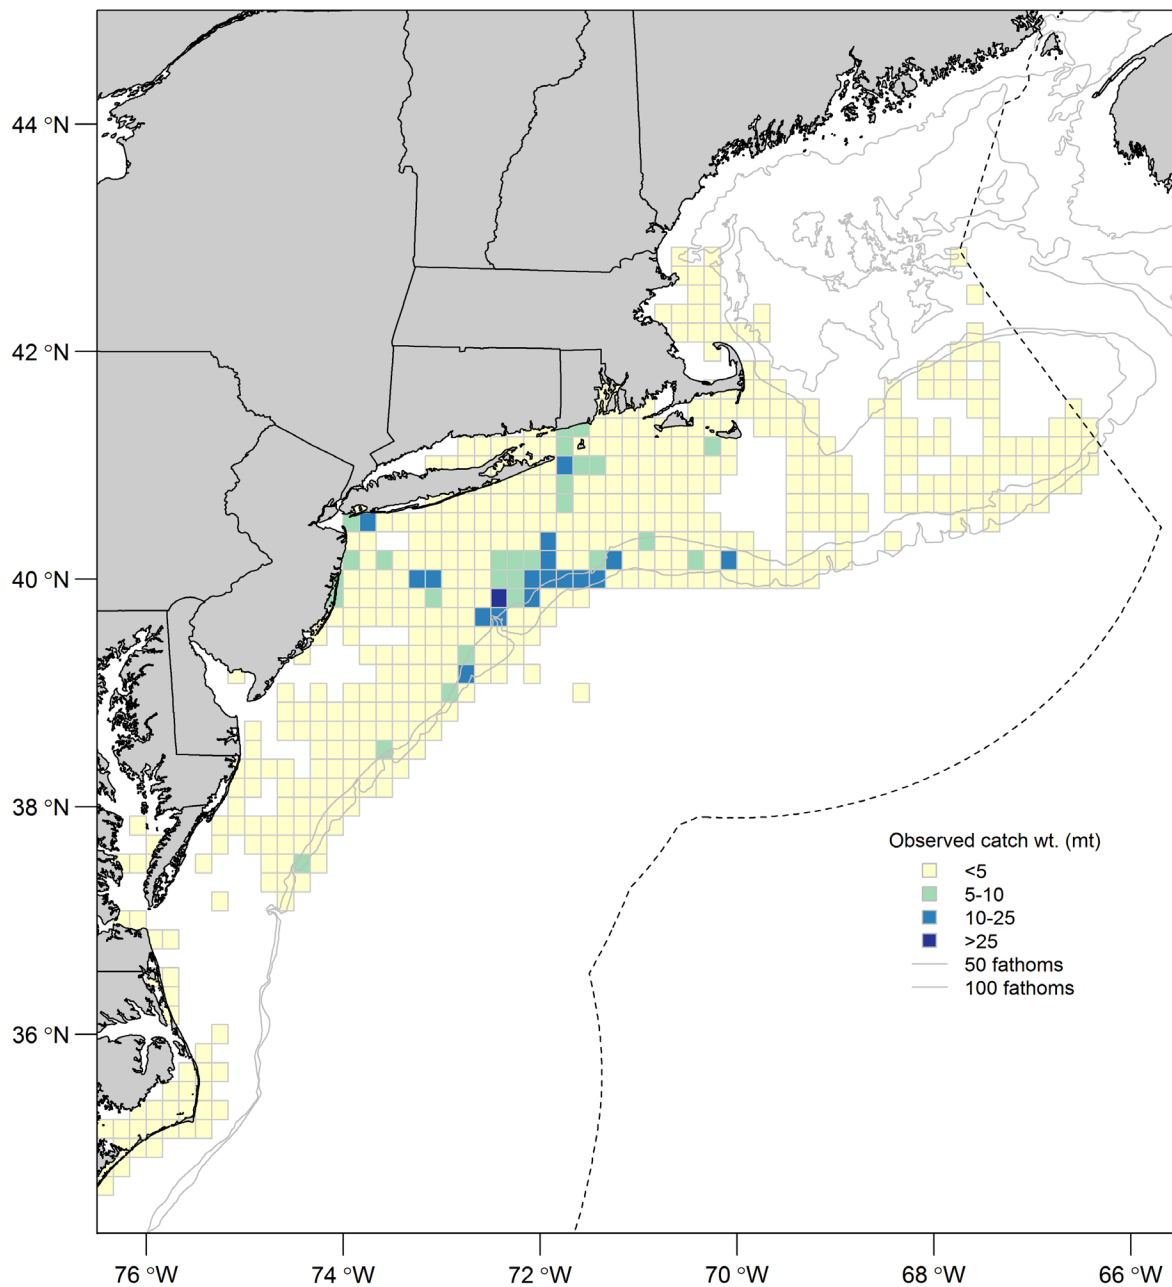 44 °N
42 °N
40 °N
38 °N
36 °N
Observed catch wt. (mt)
<5
5-10
10-25
>25
50 fathoms
100 fathoms
76 °W
74 °W
72 °W
70 °W
68 °W
66 °W